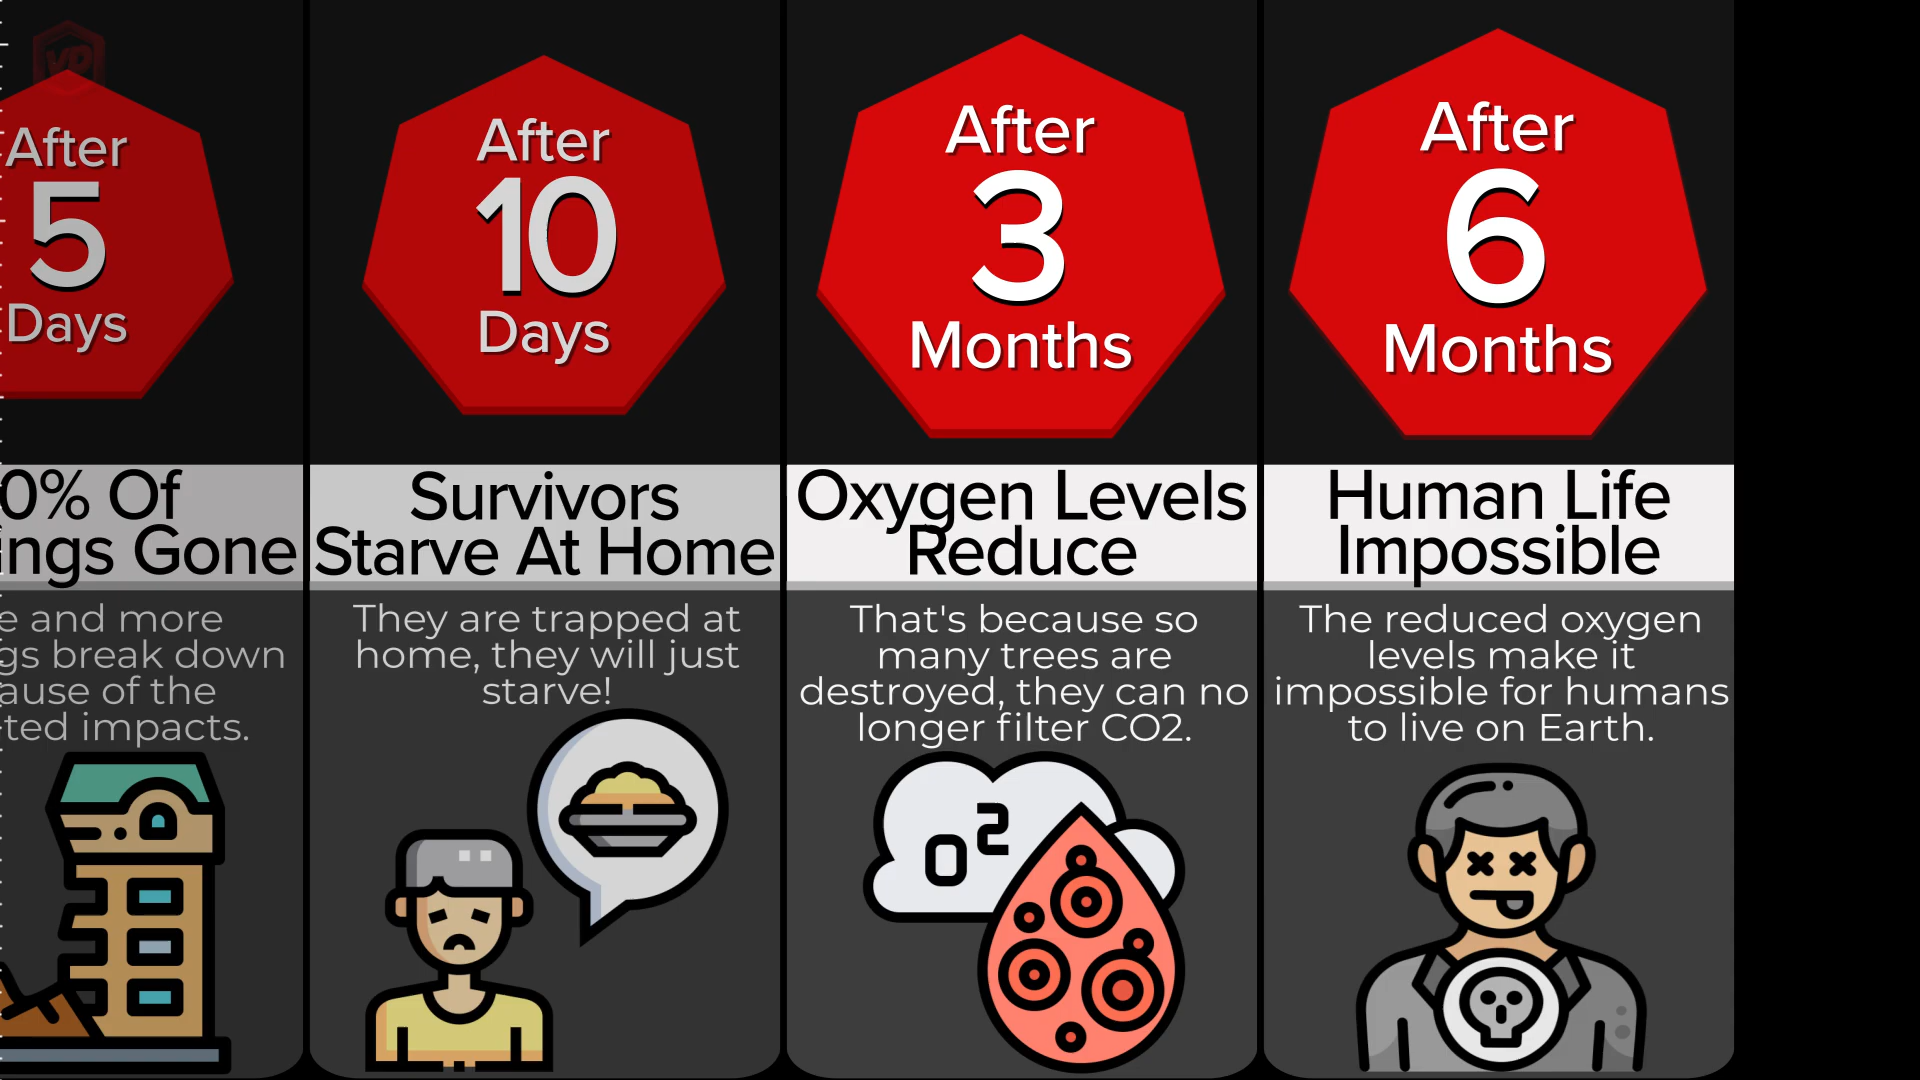 VP
After
5
Days
0% Of
ings Gone
e and more
gs break down
ause of the
ted impacts.
After
10
Days
Survivors
Starve At Home
They are trapped at
home, they will just
starve!
After
3
Months
Oxygen Levels
Reduce
That's because so
many trees are
destroyed, they can no
longer filter CO2.
O2
After
6
Months
Human Life
Impossible
The reduced oxygen
levels make it
impossible for humans
to live on Earth.